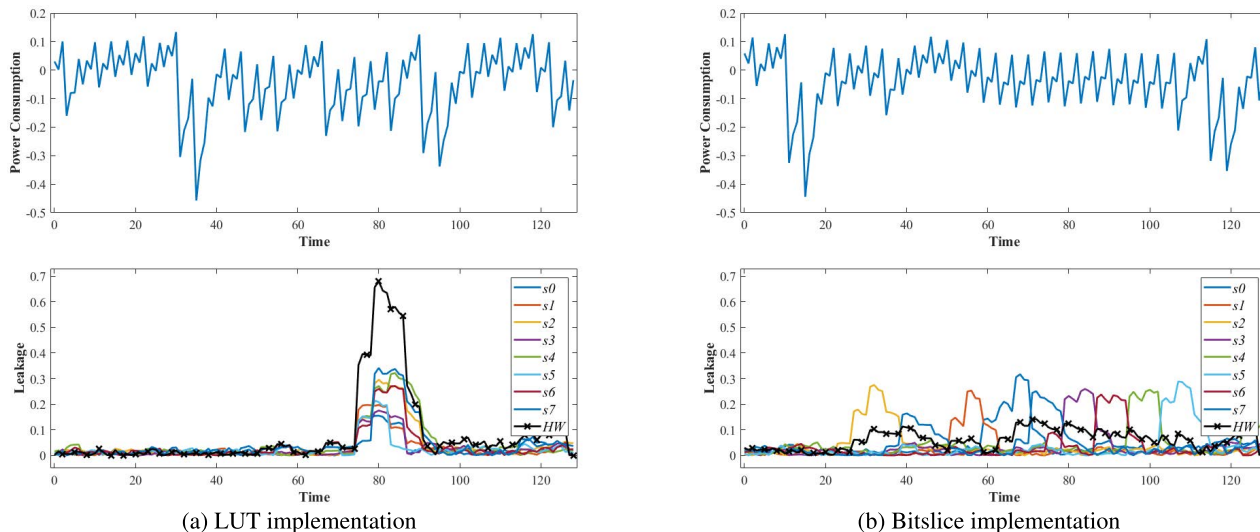 0.2
0.1
0
-0.1
-0.2
-0.3
-0.4
-0.5
Power Consumption
0 20 40 60 80 100 120
Time
0.7
0.6
0.5
0.4
0.3
0.2
0.1
0
Leakage
s0
s1
s2
s3
s4
s5
s6
s7
HW
0 20 40 60 80 100 120
Time
(a) LUT implementation
0.2
0.1
0
-0.1
-0.2
-0.3
-0.4
-0.5
Power Consumption
0 20 40 60 80 100 120
Time
0.7
0.6
0.5
0.4
0.3
0.2
0.1
0
Leakage
s0
s1
s2
s3
s4
s5
s6
s7
HW
0 20 40 60 80 100 120
Time
(b) Bitslice implementation